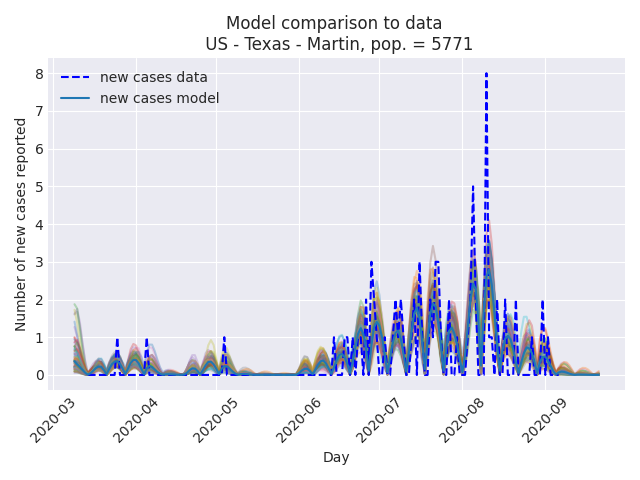 Model comparison to data
US - Texas - Martin, pop. = 5771
new cases data
new cases model
Number of new cases reported
8
7
6
5
4
3
2
1
0
2020-03
2020-04
2020-05
2020-06
2020-07
2020-08
2020-09
Day